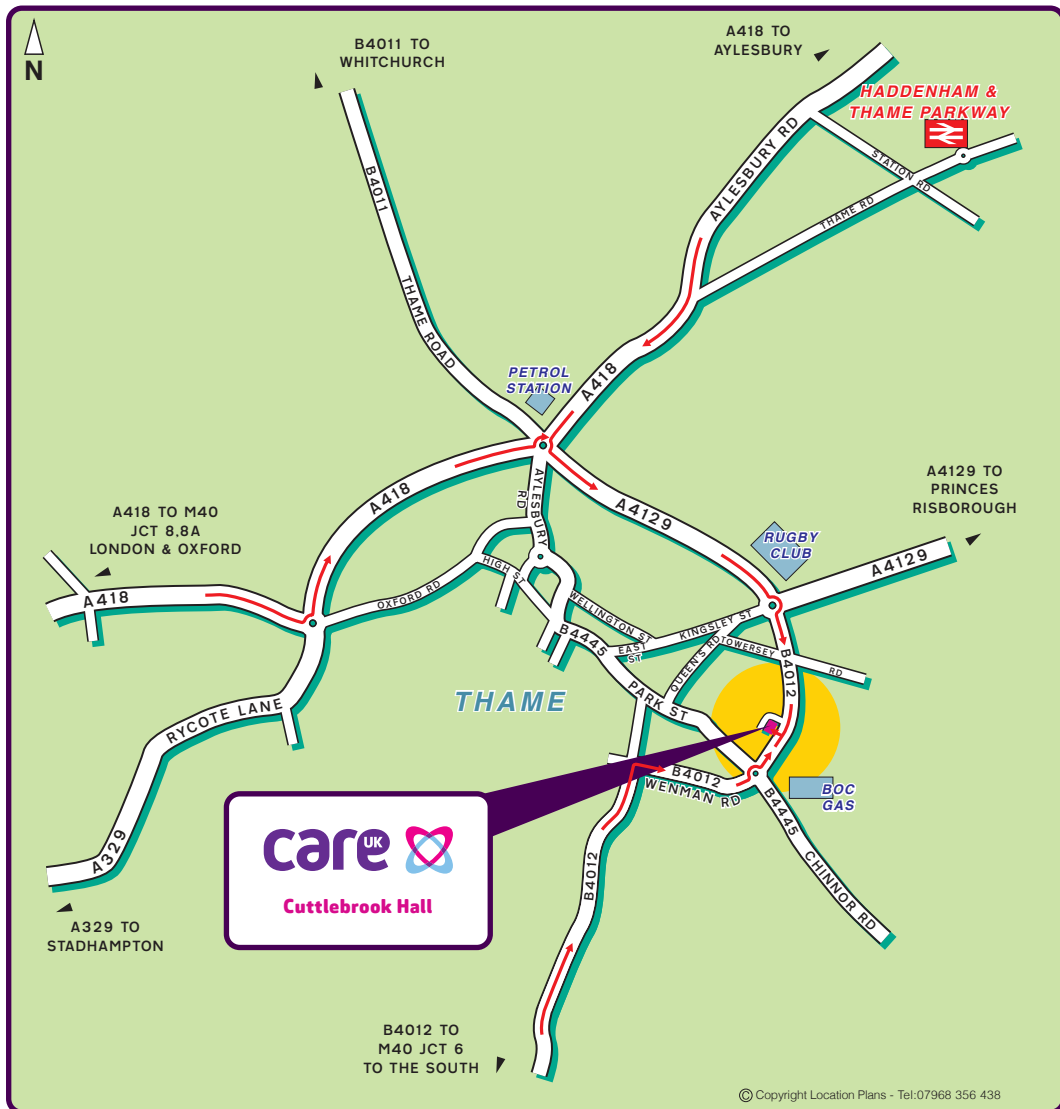 N
B4011 TO
WHITCHURCH
A418 TO
AYLESBURY
HADDENHAM &
THAME PARKWAY
AYLESBURY RD
STATION RD
THAME RD
B4011
THAME ROAD
PETROL
STATION
A418
A418
AYLESBURY
RD
A4129
A4129 TO
PRINCES
RISBOROUGH
RUGBY
CLUB
A4129
A418 TO M40
JCT 8,8A
LONDON & OXFORD
A418
OXFORD RD
HIGH ST
WELLINGTON ST
B4445
EAST
ST
KINGSLEY ST
QUEEN'S RD
TOWERSEY
RD
B4012
THAME
PARK ST
RYCOTE LANE
A329
A329 TO
STADHAMPTON
B4012
WENMAN RD
BOC
GAS
B4445
CHINNOR RD
care UK
Cuttlebrook Hall
B4012
B4012 TO
M40 JCT 6
TO THE SOUTH
© Copyright Location Plans - Tel:07968 356 438